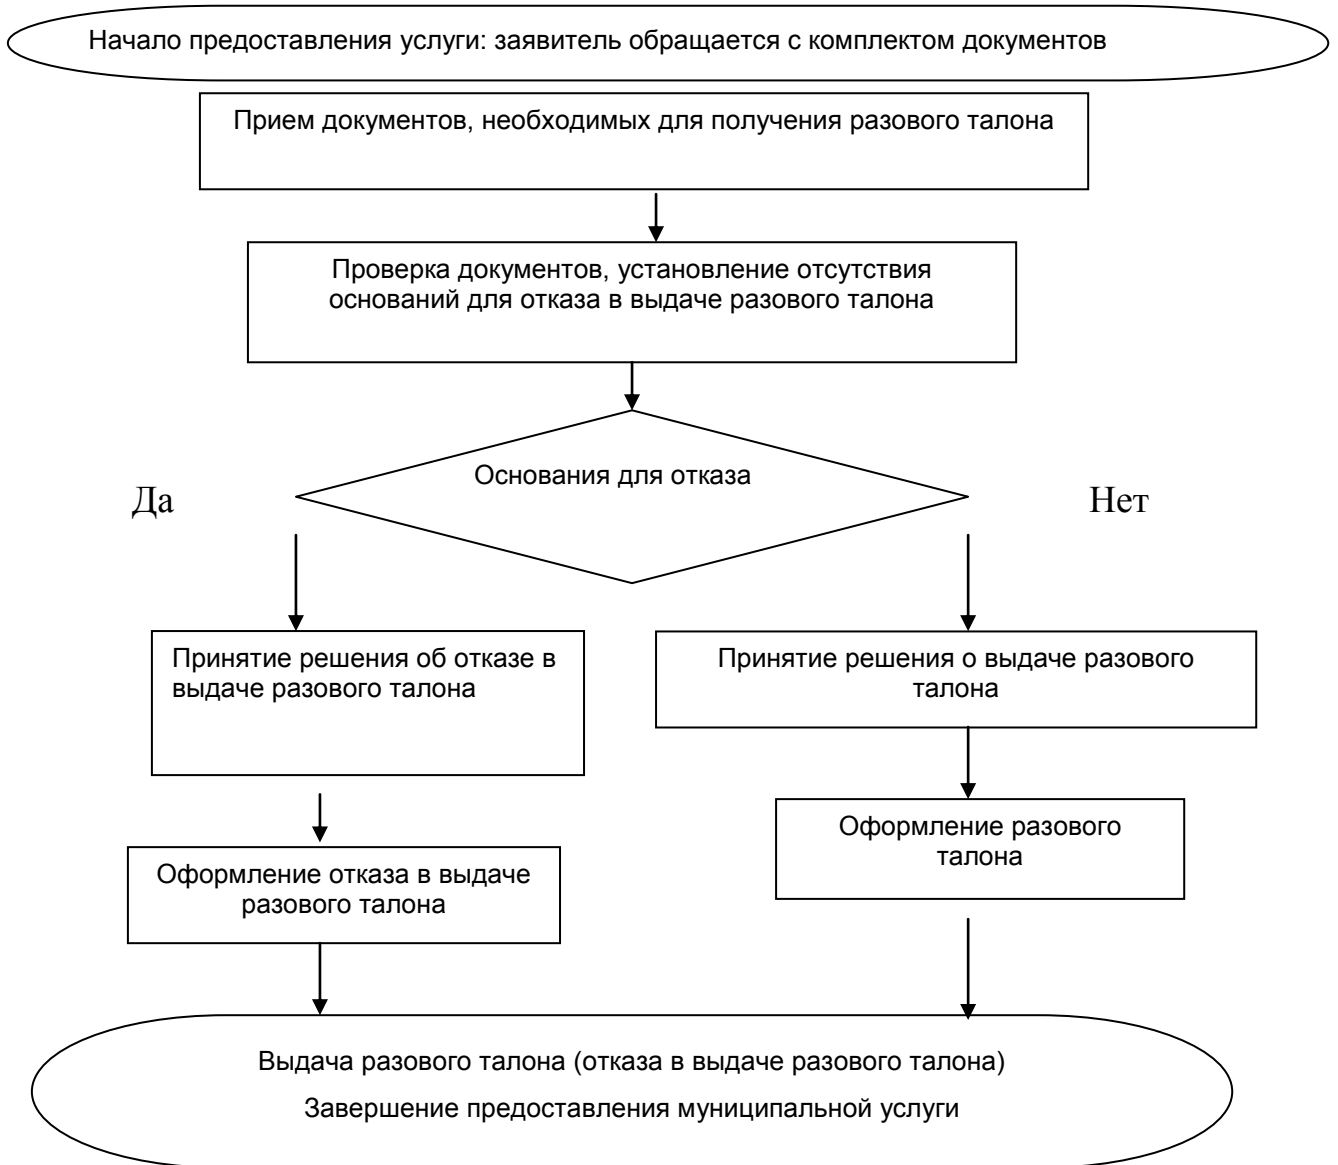 Начало предоставления услуги: заявитель обращается с комплектом документов
Прием документов, необходимых для получения разового талона
Проверка документов, установление отсутствия
оснований для отказа в выдаче разового талона
Основания для отказа
Да
Нет
Принятие решения об отказе в
выдаче разового талона
Принятие решения о выдаче разового
талона
Оформление разового
талона
Оформление отказа в выдаче
разового талона
Выдача разового талона (отказа в выдаче разового талона)
Завершение предоставления муниципальной услуги